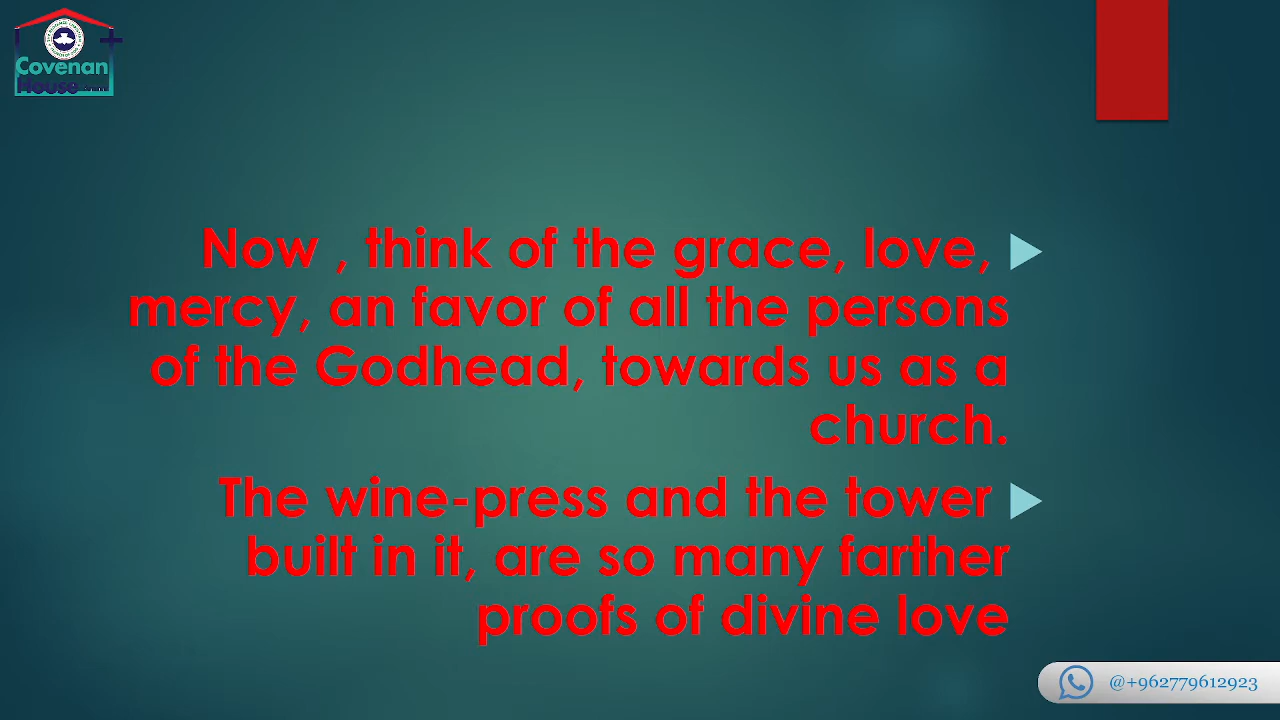 Covenan
House
Now , think of the grace, love,
mercy, an favor of all the persons
of the Godhead, towards us as a
church.
The wine-press and the tower
built in it, are so many farther
proofs of divine love
@+962779612923